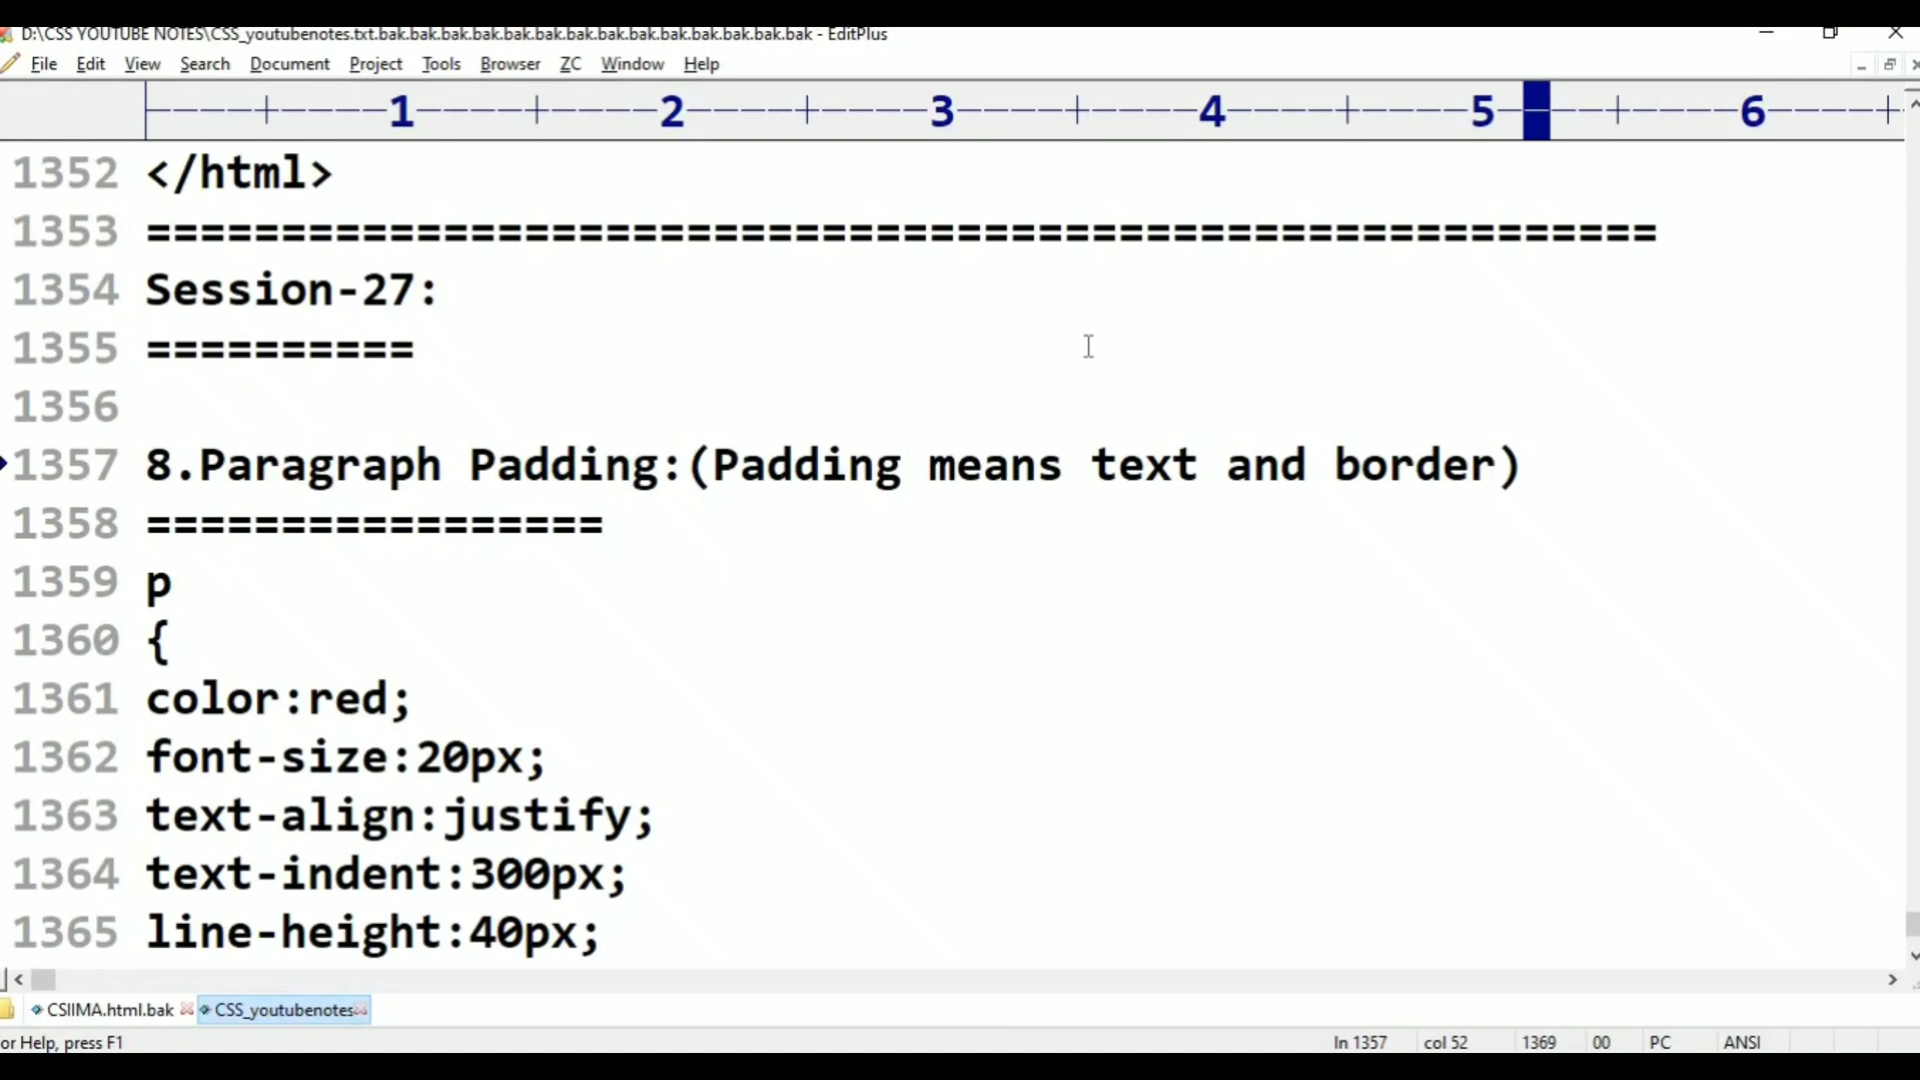 D:\CSS YOUTUBE NOTES\CSS_youtubenotes.txt.bak.bak.bak.bak.bak.bak.bak.bak.bak.bak.bak.bak.bak.bak - EditPlus
File Edit View Search Document Project Tools Browser ZC Window Help
1 2 3 4 5 6
1352 </html>
1353 ========================================================
1354 Session-27:
1355 ==========
1356
1357 8.Paragraph Padding:(Padding means text and border)
1358 =================
1359 p
1360 {
1361 color:red;
1362 font-size:20px;
1363 text-align:justify;
1364 text-indent:300px;
1365 line-height:40px;
CSIIMA.html.bak CSS_youtubenotes
or Help, press F1 ln 1357 col 52 1369 00 PC ANSI